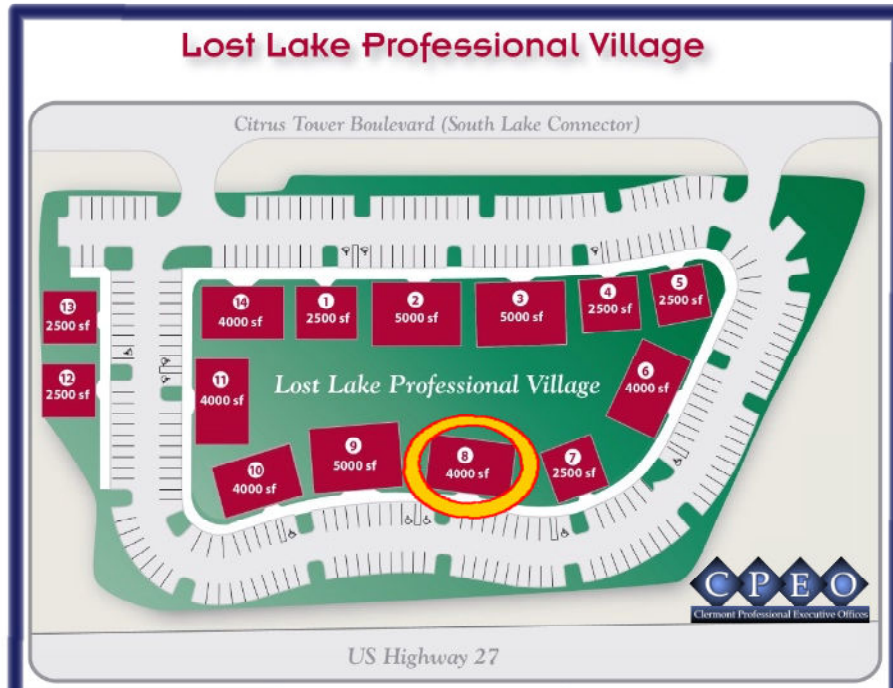 Lost Lake Professional Village
Citrus Tower Boulevard (South Lake Connector)
13
2500 sf
14
4000 sf
1
2500 sf
2
5000 sf
3
5000 sf
4
2500 sf
5
2500 sf
12
2500 sf
11
4000 sf
Lost Lake Professional Village
6
4000 sf
10
4000 sf
9
5000 sf
8
4000 sf
7
2500 sf
CPEO
Clermont Professional Executive Offices
US Highway 27